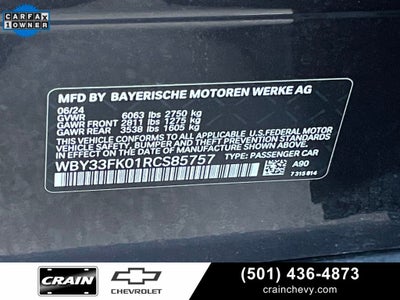 CARFAX
1 OWNER
MFD BY BAYERISCHE MOTOREN WERKE AG
06/24
GVWR 6063 lbs 2750 kg
GAWR FRONT 2811 lbs 1275 kg
GAWR REAR 3538 lbs 1605 kg
THIS VEHICLE CONFORMS TO ALL APPLICABLE U.S. FEDERAL MOTOR
VEHICLE SAFETY, BUMPER, AND THEFT PREVENTION STANDARDS
IN EFFECT ON THE DATE OF MANUFACTURE SHOWN ABOVE.
WBY33FK01RCS85757 TYPE: PASSENGER CAR
A90
7315814
CRAIN
CHEVROLET
CHEVROLET
(501) 436-4873
crainchevy.com